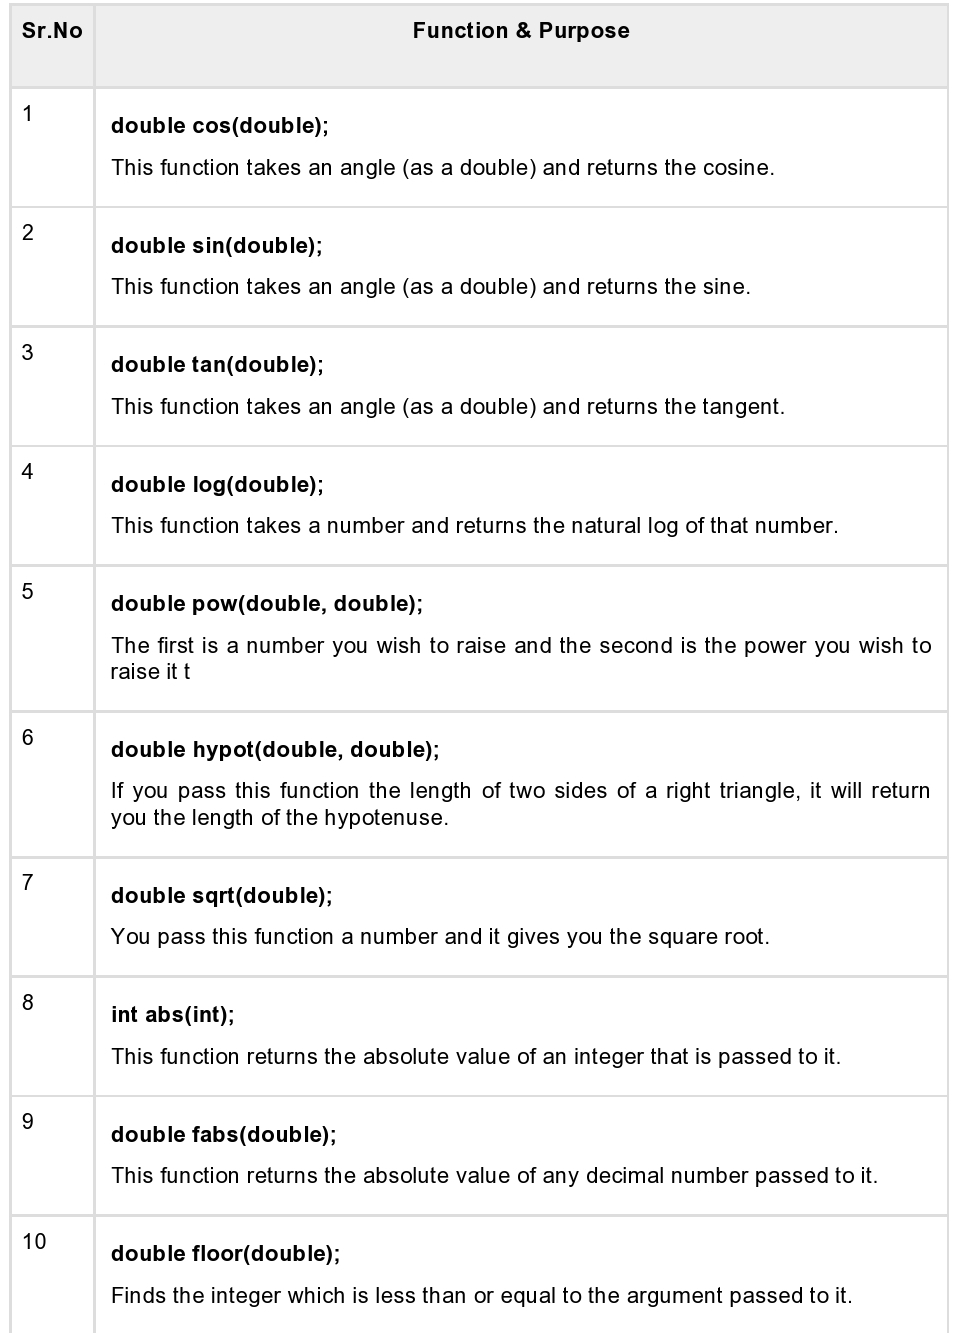 Sr.No Function & Purpose
1
double cos(double);
This function takes an angle (as a double) and returns the cosine.
2
double sin(double);
This function takes an angle (as a double) and returns the sine.
3
double tan(double);
This function takes an angle (as a double) and returns the tangent.
4
double log(double);
This function takes a number and returns the natural log of that number.
5
double pow(double, double);
The first is a number you wish to raise and the second is the power you wish to
raise it t
6
double hypot(double, double);
If you pass this function the length of two sides of a right triangle, it will return
you the length of the hypotenuse.
7
double sqrt(double);
You pass this function a number and it gives you the square root.
8
int abs(int);
This function returns the absolute value of an integer that is passed to it.
9
double fabs(double);
This function returns the absolute value of any decimal number passed to it.
10
double floor(double);
Finds the integer which is less than or equal to the argument passed to it.